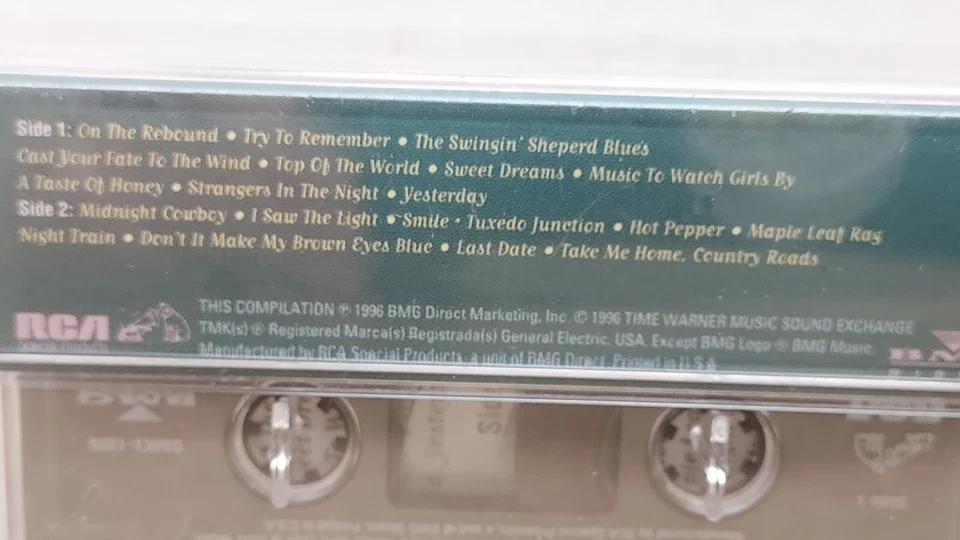 Side 1: On The Rebound • Try To Remember • The Swingin' Sheperd Blues
Cast Your Fate To The Wind • Top Of The World • Sweet Dreams • Music To Watch Girls By
A Taste Of Honey • Strangers In The Night • Yesterday
Side 2: Midnight Cowboy • I Saw The Light • Smile • Tuxedo Junction • Hot Pepper • Maple Leaf Rag
Night Train • Don't It Make My Brown Eyes Blue • Last Date • Take Me Home, Country Roads
RCA
THIS COMPILATION ℗ 1996 BMG Direct Marketing, Inc. © 1996 TIME WARNER MUSIC SOUND EXCHANGE
TMK(s) ® Registered Marca(s) Registrada(s) General Electric, USA. Except BMG Logo ® BMG Music.
Manufactured by RCA Special Products, a unit of BMG Direct. Printed in U.S.A.